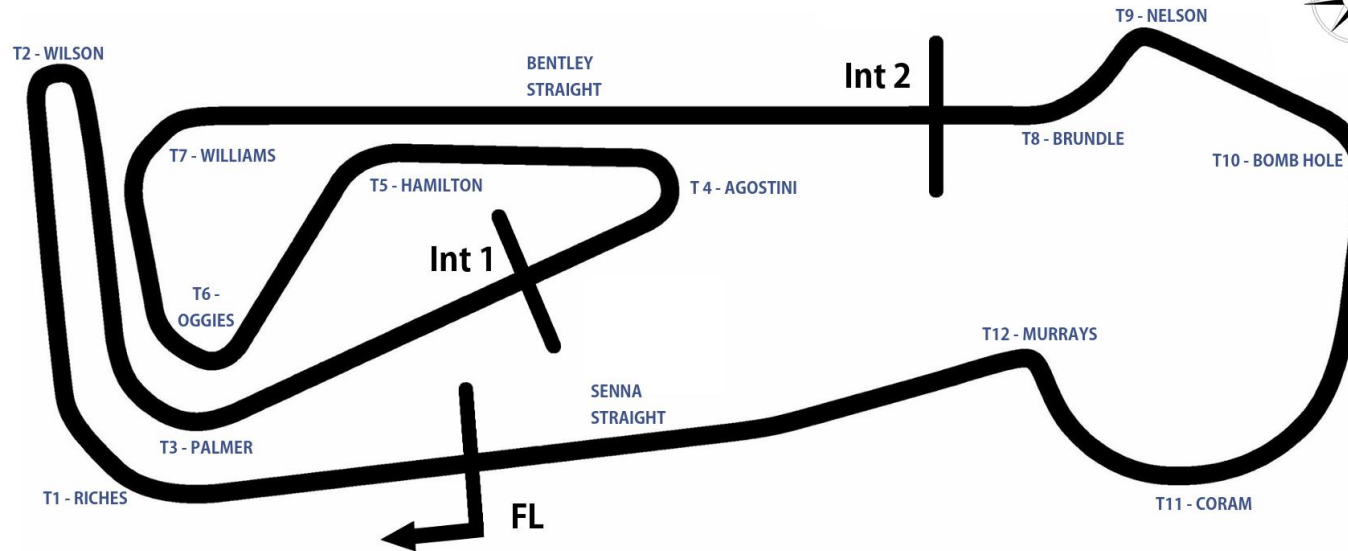 T9 - NELSON
T2 - WILSON
BENTLEY
STRAIGHT
Int 2
T8 - BRUNDLE
T7 - WILLIAMS
T10 - BOMB HOLE
T5 - HAMILTON
T 4 - AGOSTINI
Int 1
T6 -
OGGIES
T12 - MURRAYS
SENNA
STRAIGHT
T3 - PALMER
T1 - RICHES
FL
T11 - CORAM